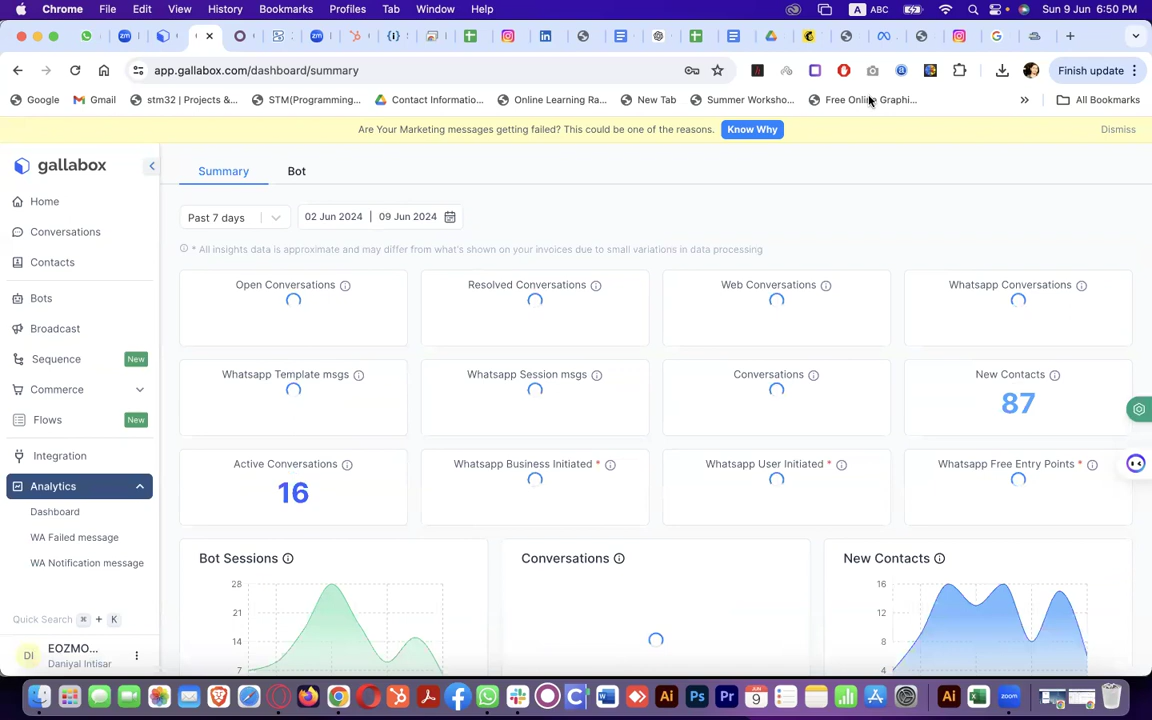 Chrome File Edit View History Bookmarks Profiles Tab Window Help A ABC Sun 9 Jun 6:50 PM
app.gallabox.com/dashboard/summary Finish update
Google Gmail stm32 | Projects &... STM(Programming,... Contact Informatio... Online Learning Ra... New Tab Summer Worksho... Free Online Graphi... All Bookmarks
Are Your Marketing messages getting failed? This could be one of the reasons. Know Why Dismiss
gallabox
Home
Conversations
Contacts
Bots
Broadcast
Sequence New
Commerce
Flows New
Integration
Analytics
Dashboard
WA Failed message
WA Notification message
Quick Search ⌘ + K
DI EOZMO...
Daniyal Intisar
Summary Bot
Past 7 days 02 Jun 2024 | 09 Jun 2024
* All insights data is approximate and may differ from what's shown on your invoices due to small variations in data processing
Open Conversations Resolved Conversations Web Conversations Whatsapp Conversations
Whatsapp Template msgs Whatsapp Session msgs Conversations New Contacts
87
Active Conversations Whatsapp Business Initiated * Whatsapp User Initiated * Whatsapp Free Entry Points *
16
Bot Sessions Conversations New Contacts
28 16
21 12
14 8
7 4